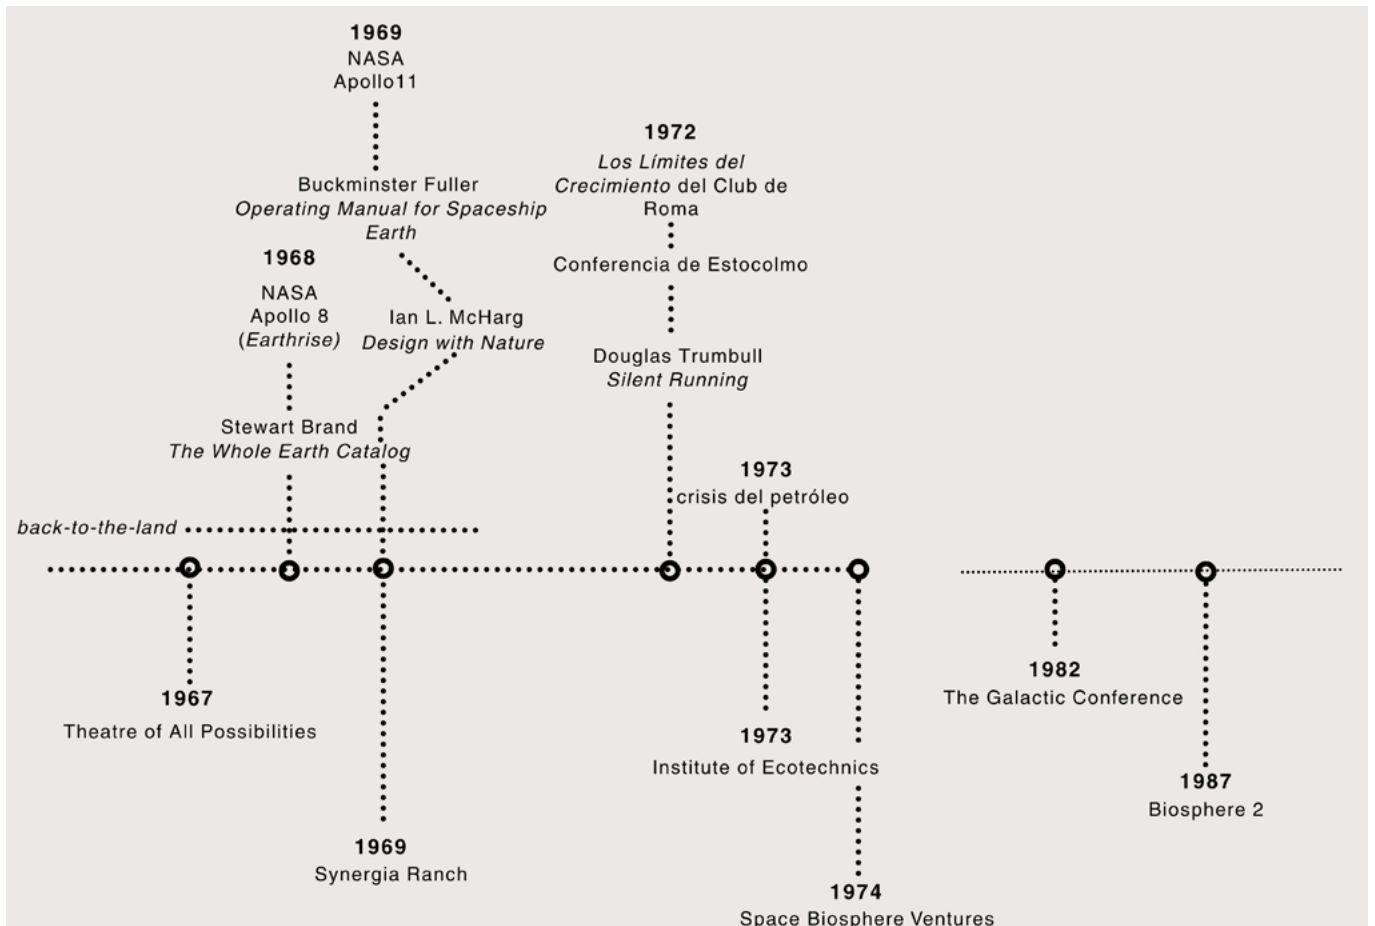 1969
NASA
Apollo11
Buckminster Fuller
Operating Manual for Spaceship
Earth
1968
NASA
Apollo 8
(Earthrise)
Ian L. McHarg
Design with Nature
Stewart Brand
The Whole Earth Catalog
1972
Los Límites del
Crecimiento del Club de
Roma
Conferencia de Estocolmo
Douglas Trumbull
Silent Running
1973
crisis del petróleo
back-to-the-land
1967
Theatre of All Possibilities
1969
Synergia Ranch
1973
Institute of Ecotechnics
1974
Space Biosphere Ventures
1982
The Galactic Conference
1987
Biosphere 2